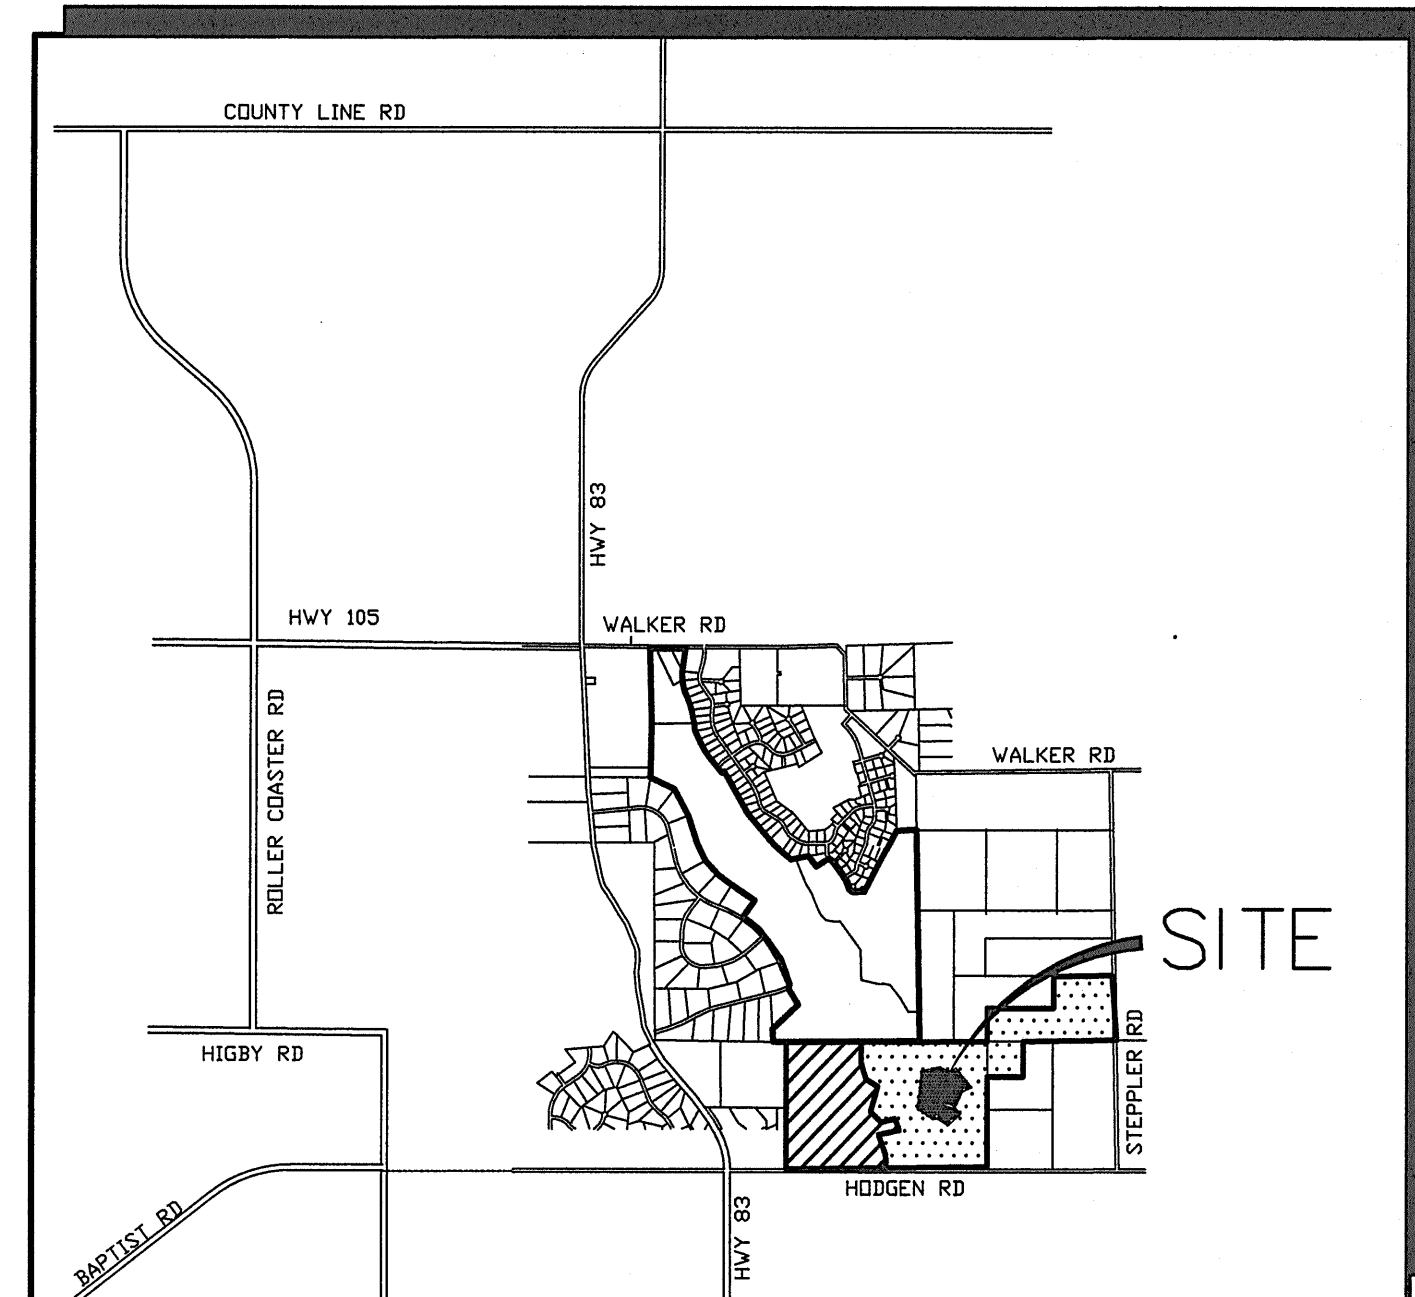 COUNTY LINE RD
HWY 83
HWY 105
WALKER RD
ROLLER COASTER RD
WALKER RD
SITE
HIGBY RD
STEPPLER RD
HODGEN RD
BAPTIST RD
HWY 83